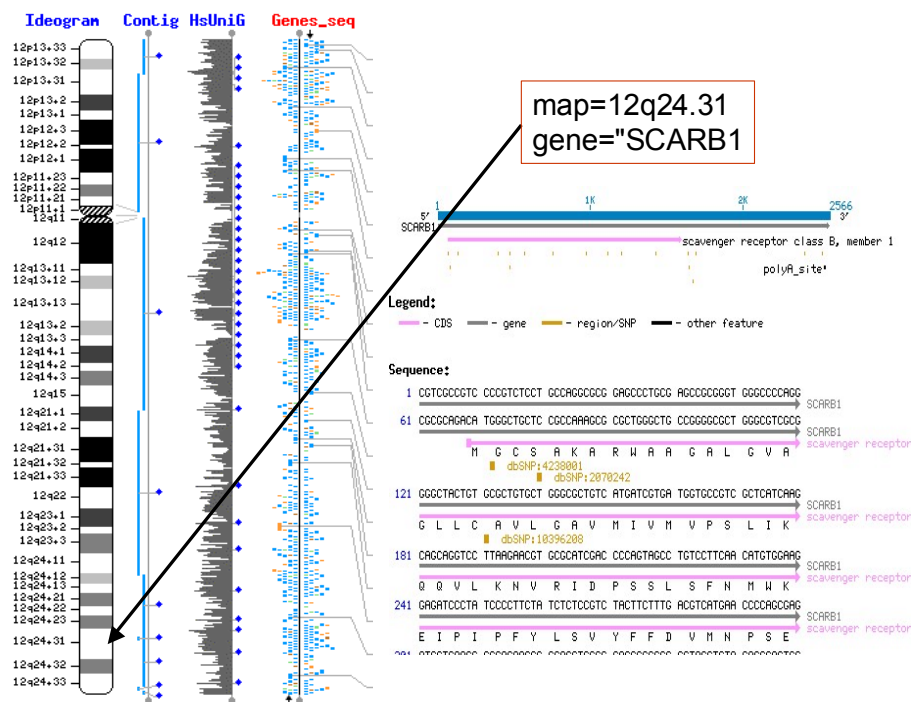 Ideogram Contig HsUniG Genes_seq
12p13+33
12p13+32
12p13+31
12p13+2
12p13+1
12p12+3
12p12+2
12p12+1
12p11+23
12p11+22
12p11+21
12p11+1
12q11
12q12
12q13+11
12q13+12
12q13+13
12q13+2
12q13+3
12q14+1
12q14+2
12q14+3
12q15
12q21+1
12q21+2
12q21+31
12q21+32
12q21+33
12q22
12q23+1
12q23+2
12q23+3
12q24+11
12q24+12
12q24+13
12q24+21
12q24+22
12q24+23
12q24+31
12q24+32
12q24+33
map=12q24.31
gene="SCARB1
1 1K 2K 2566
5' 3'
SCARB1
scavenger receptor class B, member 1
polyA_site"
Legend:
- CDS - gene - region/SNP - other feature
Sequence:
1 CGTCGCCGTC CCCGTCTCCT GCCAGGCGCG GAGCCCTGCG AGCCGCGGGT GGGCCCCAGG
SCARB1
61 CGCGCAGACA TGGGCTGCTC CGCCAAAGCG CGCTGGGCTG CCGGGGCGCT GGGCGTCGCG
SCARB1
scavenger receptor
M G C S A K A R W A A G A L G V A
dbSNP:4238001
dbSNP:2070242
121 GGGCTACTGT GCGCTGTGCT GGGCGCTGTC ATGATCGTGA TGGTGCCGTC GCTCATCAAG
SCARB1
scavenger receptor
G L L C A V L G A V M I V M V P S L I K
dbSNP:10396208
181 CAGCAGGTCC TTAAGAACGT GCGCATCGAC CCCAGTAGCC TGTCCTTCAA CATGTGGAAG
SCARB1
scavenger receptor
Q Q V L K N V R I D P S S L S F N M W K
241 GAGATCCCTA TCCCCTTCTA TCTCTCCGTC TACTTCTTTG ACGTCATGAA CCCCAGCGAG
SCARB1
scavenger receptor
E I P I P F Y L S V Y F F D V M N P S E